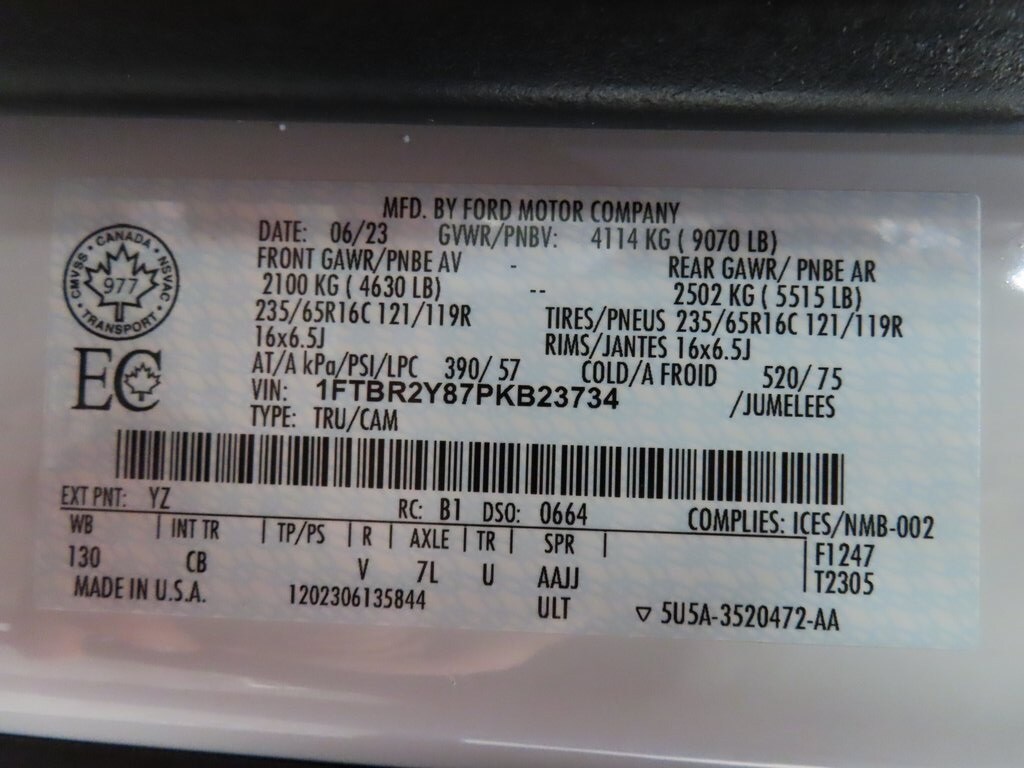 MFD. BY FORD MOTOR COMPANY
DATE: 06/23 GVWR/PNBV: 4114 KG ( 9070 LB)
FRONT GAWR/PNBE AV - REAR GAWR/ PNBE AR
2100 KG ( 4630 LB) -- 2502 KG ( 5515 LB)
235/65R16C 121/119R TIRES/PNEUS 235/65R16C 121/119R
16x6.5J RIMS/JANTES 16x6.5J
AT/A kPa/PSI/LPC 390/ 57 COLD/A FROID 520/ 75
VIN: 1FTBR2Y87PKB23734 /JUMELEES
TYPE: TRU/CAM
CANADA
CMVSS 977 NSVAC
TRANSPORT
EC
EXT PNT: YZ RC: B1 DSO: 0664 COMPLIES: ICES/NMB-002
WB | INT TR | TP/PS | R | AXLE | TR | SPR | F1247
130 CB V 7L U AAJJ T2305
MADE IN U.S.A. 1202306135844 ULT ▽ 5U5A-3520472-AA